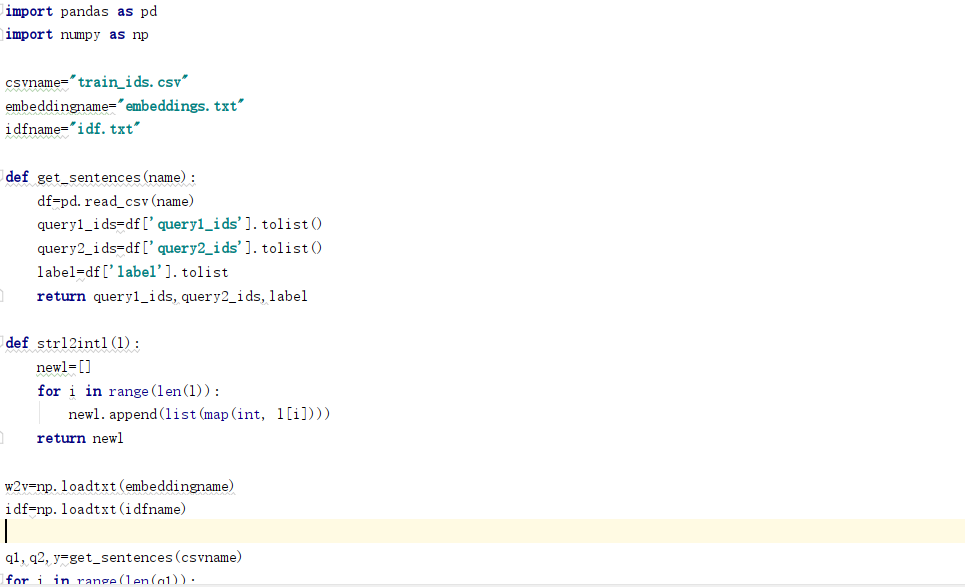 import pandas as pd
import numpy as np
csvname="train_ids.csv"
embeddingname="embeddings.txt"
idfname="idf.txt"
def get_sentences(name):
    df=pd.read_csv(name)
    query1_ids=df['query1_ids'].tolist()
    query2_ids=df['query2_ids'].tolist()
    label=df['label'].tolist
    return query1_ids,query2_ids,label
def strl2intl(l):
    newl=[]
    for i in range(len(l)):
        newl.append(list(map(int, l[i])))
    return newl
w2v=np.loadtxt(embeddingname)
idf=np.loadtxt(idfname)
q1,q2,y=get_sentences(csvname)
for i in range(len(q1)):